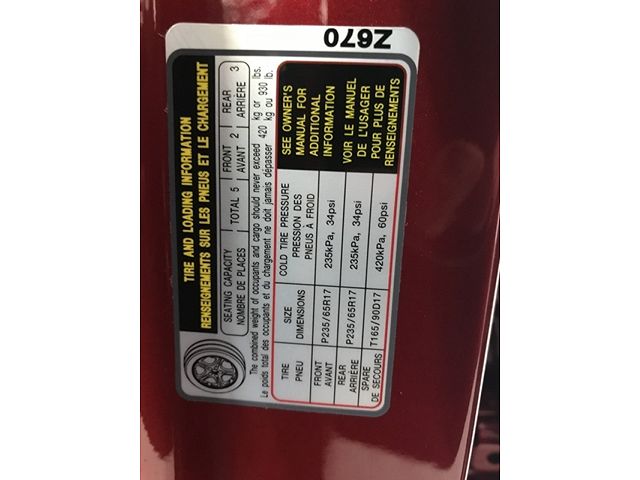 Z670
TIRE AND LOADING INFORMATION
RENSEIGNEMENTS SUR LES PNEUS ET LE CHARGEMENT
SEATING CAPACITY
NOMBRE DE PLACES
TOTAL 5
FRONT
AVANT 2
REAR
ARRIÈRE 3
The combined weight of occupants and cargo should never exceed 420 kg or 930 lbs.
Le poids total des occupants et du chargement ne doit jamais dépasser 420 kg ou 930 lb.
TIRE
PNEU
SIZE
DIMENSIONS
COLD TIRE PRESSURE
PRESSION DES
PNEUS À FROID
FRONT
AVANT
P235/65R17
235kPa, 34psi
REAR
ARRIÈRE
P235/65R17
235kPa, 34psi
SPARE
DE SECOURS
T165/90D17
420kPa, 60psi
SEE OWNER'S
MANUAL FOR
ADDITIONAL
INFORMATION
VOIR LE MANUEL
DE L'USAGER
POUR PLUS DE
RENSEIGNEMENTS